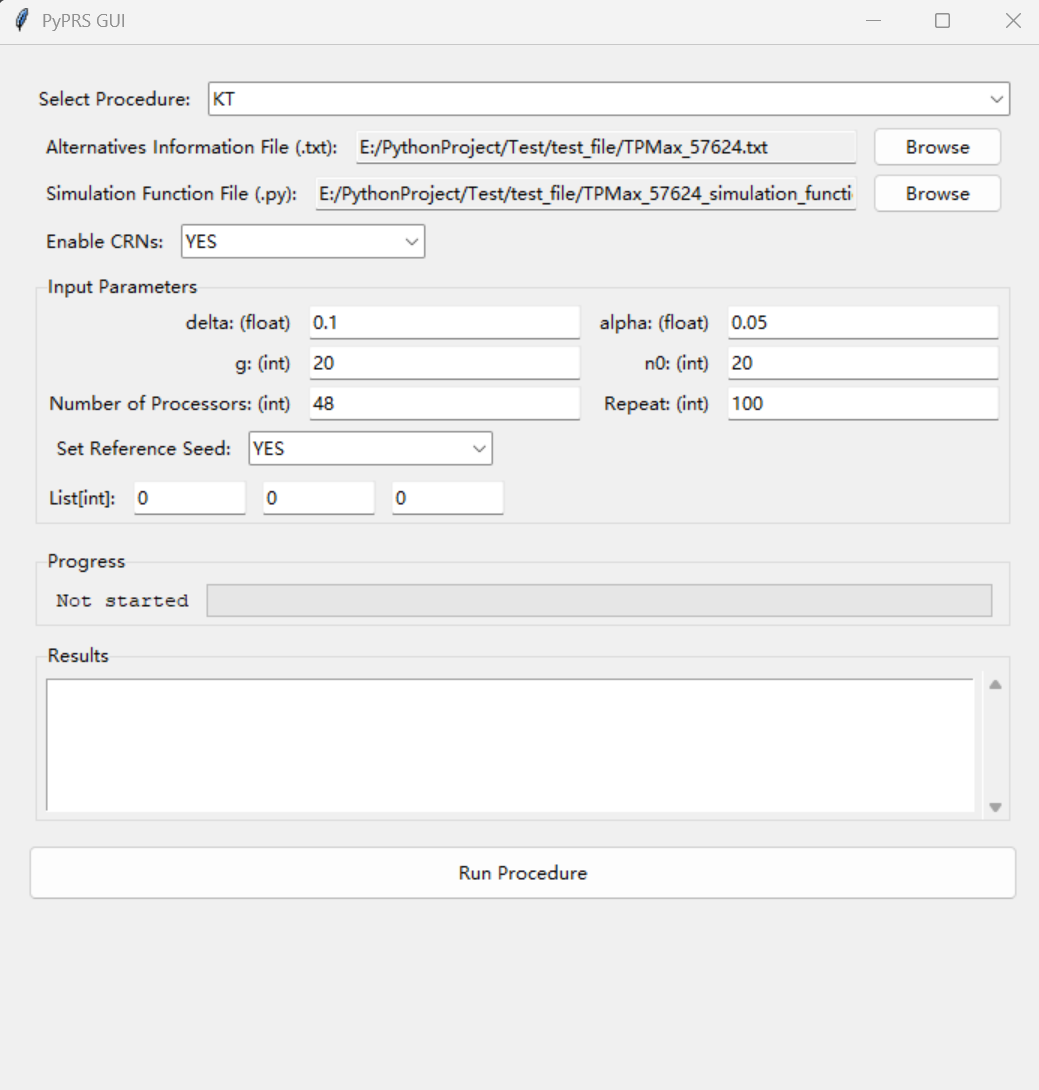 PyPRS GUI
Select Procedure: KT
Alternatives Information File (.txt): E:/PythonProject/Test/test_file/TPMax_57624.txt Browse
Simulation Function File (.py): E:/PythonProject/Test/test_file/TPMax_57624_simulation_functi Browse
Enable CRNs: YES
Input Parameters
delta: (float) 0.1 alpha: (float) 0.05
g: (int) 20 n0: (int) 20
Number of Processors: (int) 48 Repeat: (int) 100
Set Reference Seed: YES
List[int]: 0 0 0
Progress
Not started
Results
Run Procedure